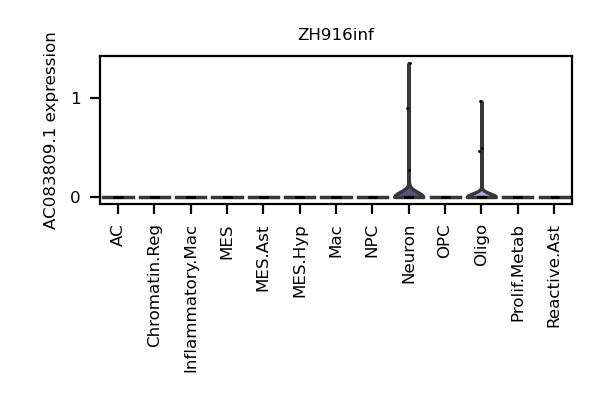 ZH916inf
AC083809.1 expression
1
0
AC
Chromatin.Reg
Inflammatory.Mac
MES
MES.Ast
MES.Hyp
Mac
NPC
Neuron
OPC
Oligo
Prolif.Metab
Reactive.Ast